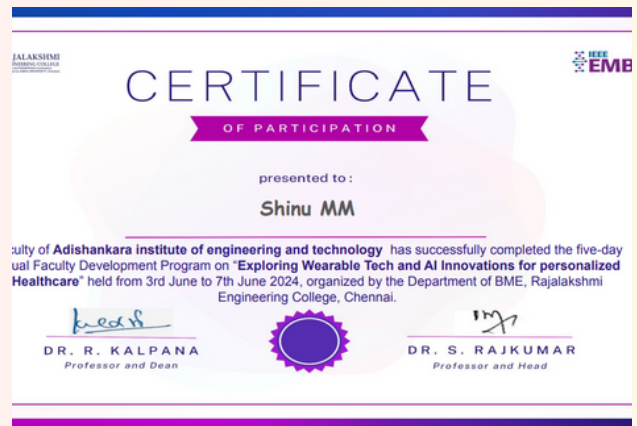 JALAKSHMI
IEEE
EMB
CERTIFICATE
OF PARTICIPATION
presented to :
Shinu MM
culty of Adishankara institute of engineering and technology has successfully completed the five-day
ual Faculty Development Program on "Exploring Wearable Tech and AI Innovations for personalized
Healthcare" held from 3rd June to 7th June 2024, organized by the Department of BME, Rajalakshmi
Engineering College, Chennai.
DR. R. KALPANA
Professor and Dean
DR. S. RAJKUMAR
Professor and Head